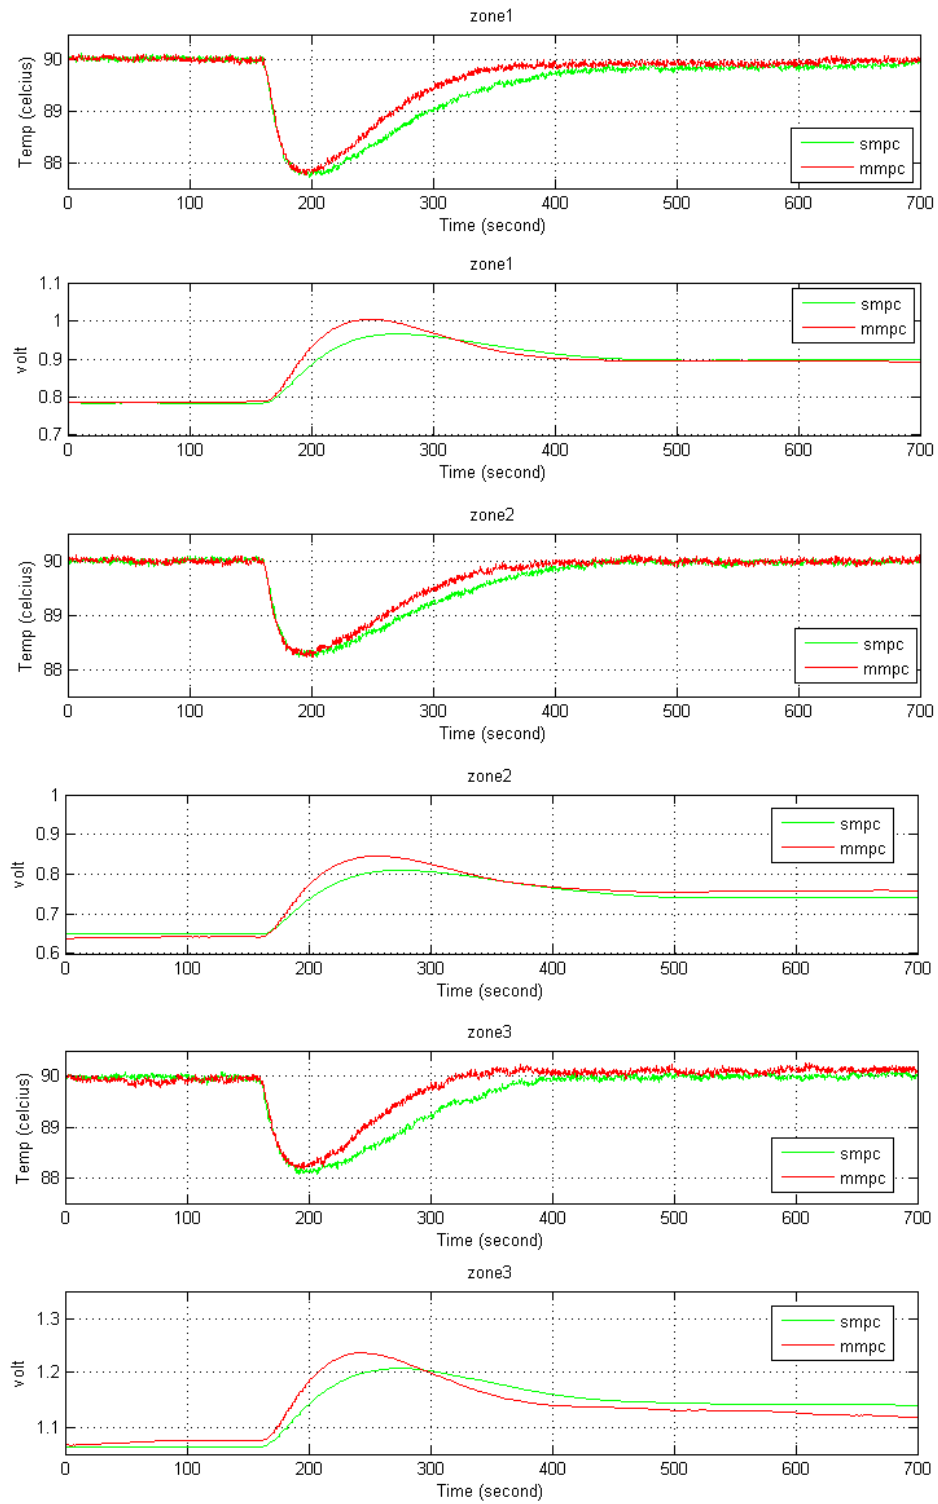 zone1
Temp (celcius)
90
89
88
smpc
mmpc
0 100 200 300 400 500 600 700
Time (second)
zone1
volt
1.1
1
0.9
0.8
0.7
smpc
mmpc
0 100 200 300 400 500 600 700
Time (second)
zone2
Temp (celcius)
90
89
88
smpc
mmpc
0 100 200 300 400 500 600 700
Time (second)
zone2
volt
1
0.9
0.8
0.7
0.6
smpc
mmpc
0 100 200 300 400 500 600 700
Time (second)
zone3
Temp (celcius)
90
89
88
smpc
mmpc
0 100 200 300 400 500 600 700
Time (second)
zone3
volt
1.3
1.2
1.1
smpc
mmpc
0 100 200 300 400 500 600 700
Time (second)